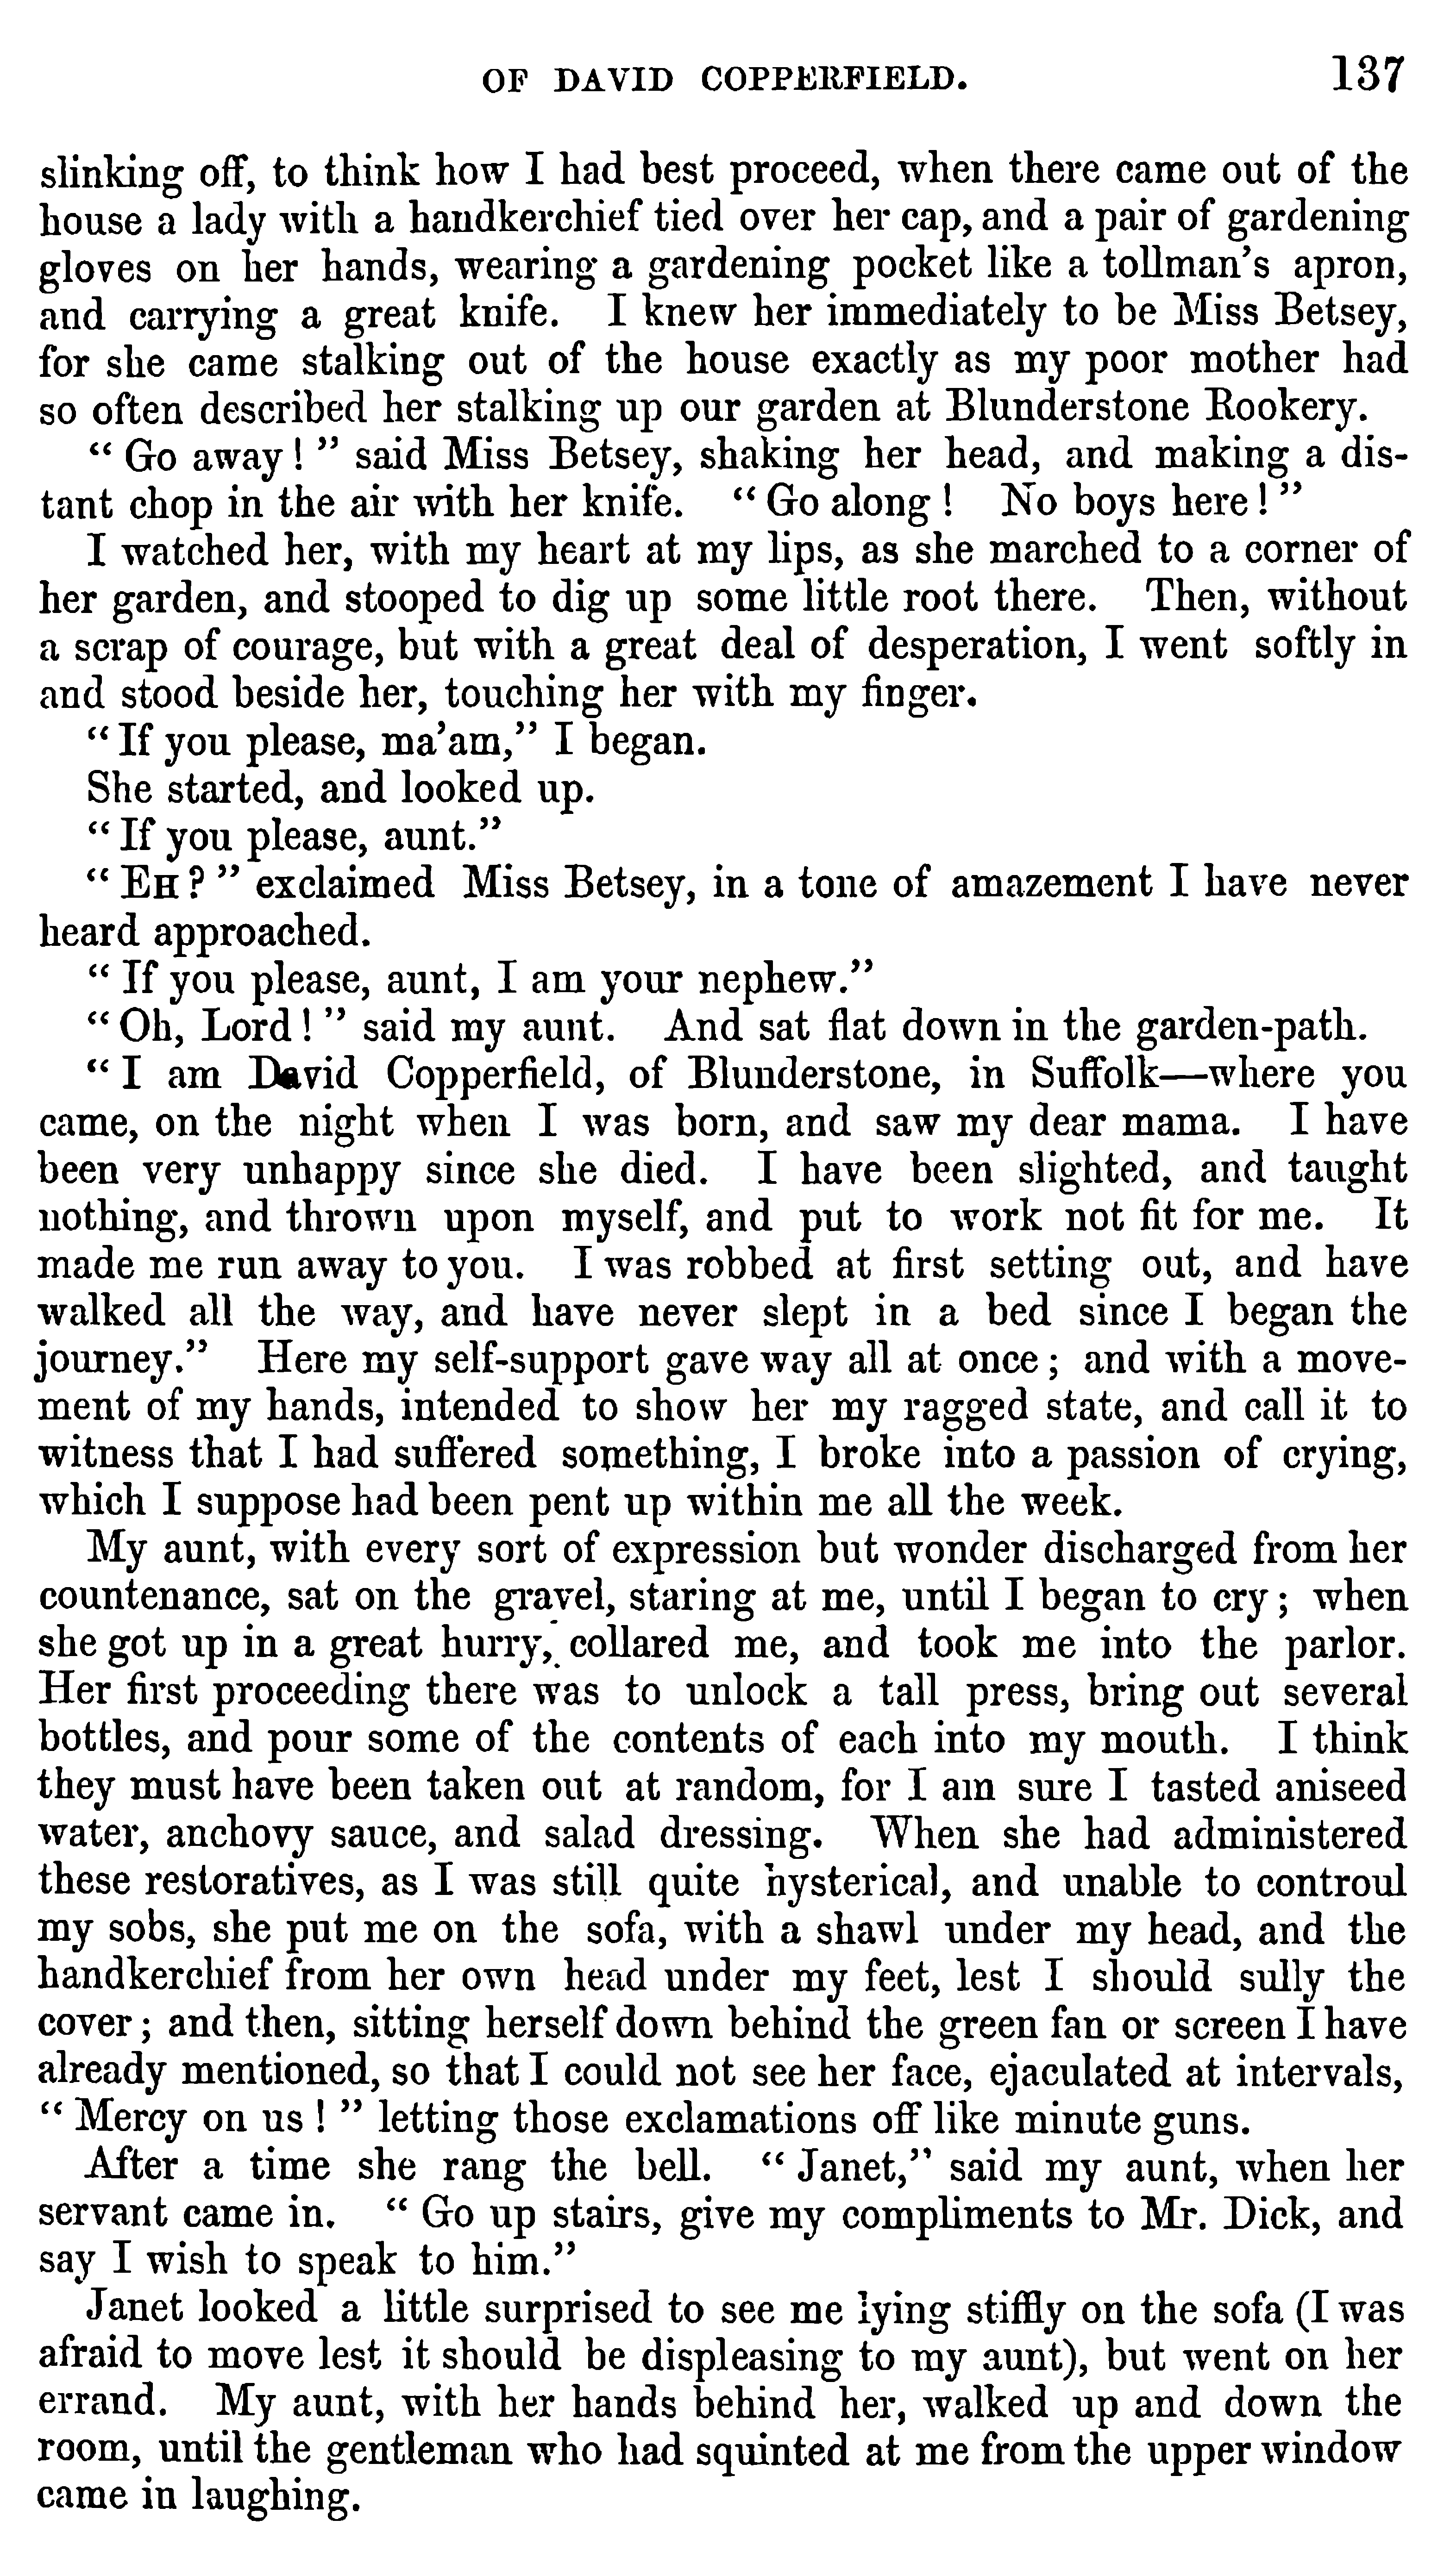 OF DAVID COPPERFIELD. 137
slinking off, to think how I had best proceed, when there came out of the
house a lady with a handkerchief tied over her cap, and a pair of gardening
gloves on her hands, wearing a gardening pocket like a tollman's apron,
and carrying a great knife. I knew her immediately to be Miss Betsey,
for she came stalking out of the house exactly as my poor mother had
so often described her stalking up our garden at Blunderstone Rookery.
“Go away!” said Miss Betsey, shaking her head, and making a dis-
tant chop in the air with her knife. “Go along! No boys here!”
I watched her, with my heart at my lips, as she marched to a corner of
her garden, and stooped to dig up some little root there. Then, without
a scrap of courage, but with a great deal of desperation, I went softly in
and stood beside her, touching her with my finger.
“If you please, ma'am,” I began.
She started, and looked up.
“If you please, aunt.”
“EH?” exclaimed Miss Betsey, in a tone of amazement I have never
heard approached.
“If you please, aunt, I am your nephew.”
“Oh, Lord!” said my aunt. And sat flat down in the garden-path.
“I am David Copperfield, of Blunderstone, in Suffolk—where you
came, on the night when I was born, and saw my dear mama. I have
been very unhappy since she died. I have been slighted, and taught
nothing, and thrown upon myself, and put to work not fit for me. It
made me run away to you. I was robbed at first setting out, and have
walked all the way, and have never slept in a bed since I began the
journey.” Here my self-support gave way all at once; and with a move-
ment of my hands, intended to show her my ragged state, and call it to
witness that I had suffered something, I broke into a passion of crying,
which I suppose had been pent up within me all the week.
My aunt, with every sort of expression but wonder discharged from her
countenance, sat on the gravel, staring at me, until I began to cry; when
she got up in a great hurry, collared me, and took me into the parlor.
Her first proceeding there was to unlock a tall press, bring out several
bottles, and pour some of the contents of each into my mouth. I think
they must have been taken out at random, for I am sure I tasted aniseed
water, anchovy sauce, and salad dressing. When she had administered
these restoratives, as I was still quite hysterical, and unable to controul
my sobs, she put me on the sofa, with a shawl under my head, and the
handkerchief from her own head under my feet, lest I should sully the
cover; and then, sitting herself down behind the green fan or screen I have
already mentioned, so that I could not see her face, ejaculated at intervals,
“Mercy on us!” letting those exclamations off like minute guns.
After a time she rang the bell. “Janet,” said my aunt, when her
servant came in. “Go up stairs, give my compliments to Mr. Dick, and
say I wish to speak to him.”
Janet looked a little surprised to see me lying stiffly on the sofa (I was
afraid to move lest it should be displeasing to my aunt), but went on her
errand. My aunt, with her hands behind her, walked up and down the
room, until the gentleman who had squinted at me from the upper window
came in laughing.